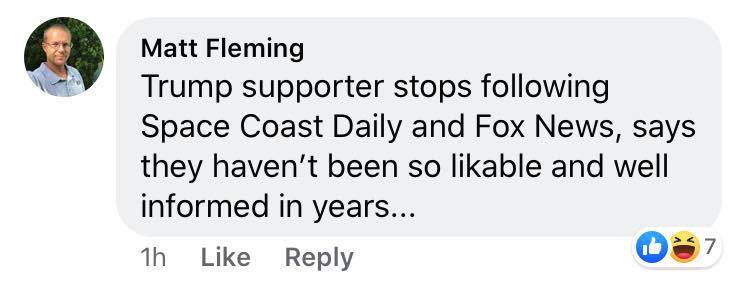 Matt Fleming
Trump supporter stops following
Space Coast Daily and Fox News, says
they haven’t been so likable and well
informed in years...
1h Like Reply 7